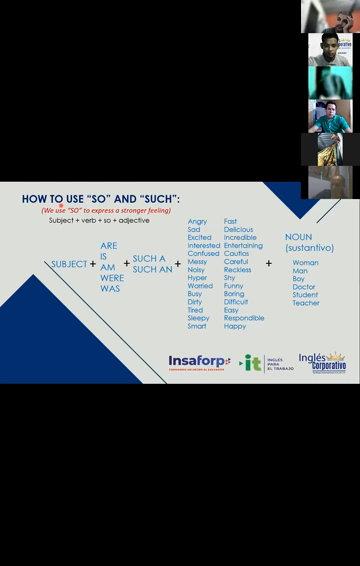 HOW TO USE "SO" AND "SUCH":
(We use "SO" to express a stronger feeling)
Subject + verb + so + adjective
SUBJECT + ARE
IS
AM
WERE
WAS
+ SUCH A
SUCH AN
+
Angry
Sad
Excited
Interested
Confused
Messy
Noisy
Hyper
Worried
Busy
Dirty
Tired
Sleepy
Smart
Fast
Delicious
Incredible
Entertaining
Cautios
Careful
Reckless
Shy
Funny
Boring
Difficult
Easy
Responsible
Happy
+
NOUN
(sustantivo)
Woman
Man
Boy
Doctor
Student
Teacher
Insaforp
it INGLÉS
PARA
EL TRABAJO
Inglés
Corporativo